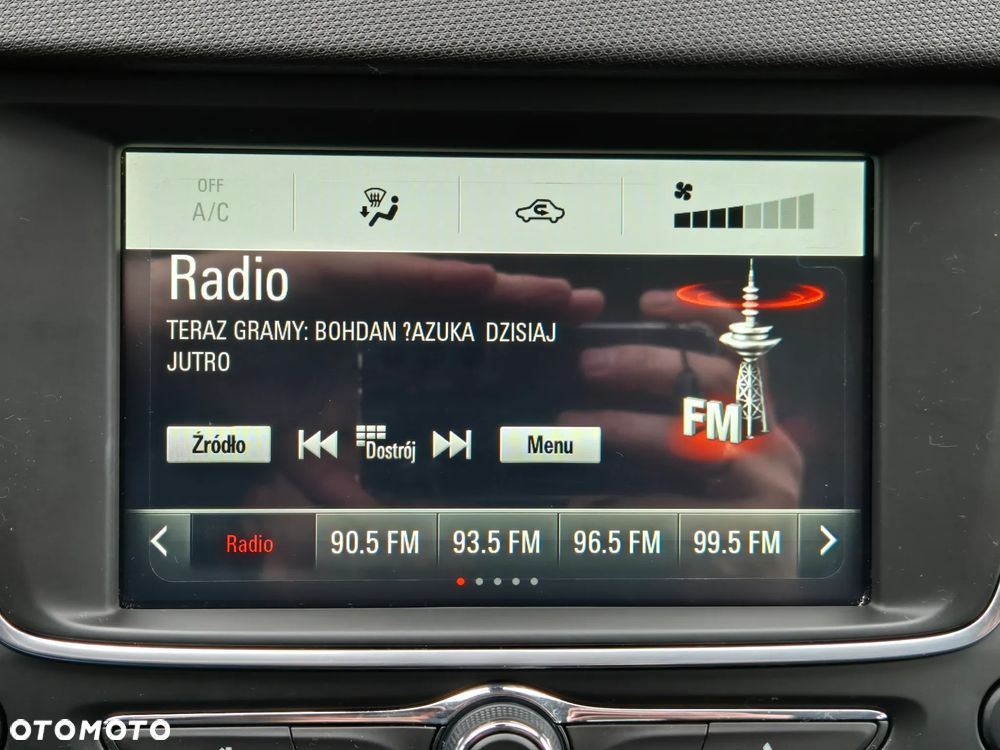 OFF
A/C
Radio
TERAZ GRAMY: BOHDAN ?AZUKA DZISIAJ
JUTRO
FM
Źródło
Dostrój
Menu
Radio
90.5 FM
93.5 FM
96.5 FM
99.5 FM
OTOMOTO